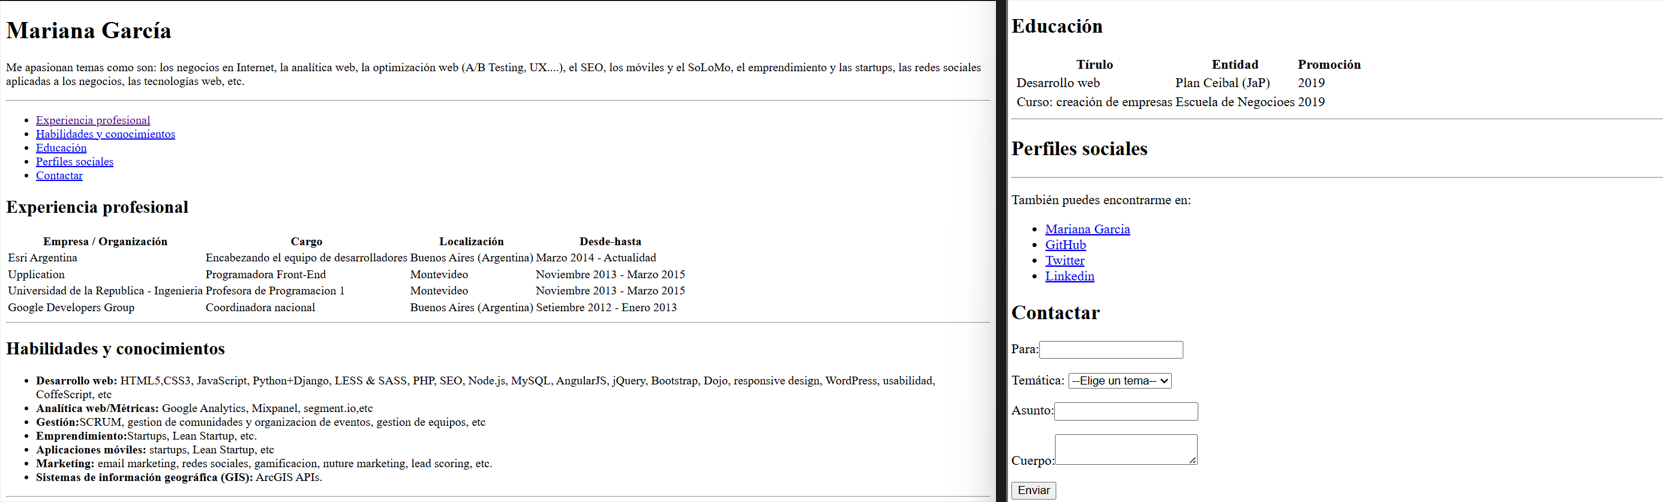 Mariana García
Me apasionan temas como son: los negocios en Internet, la analítica web, la optimización web (A/B Testing, UX....), el SEO, los móviles y el SoLoMo, el emprendimiento y las startups, las redes sociales
aplicadas a los negocios, las tecnologías web, etc.
Experiencia profesional
Habilidades y conocimientos
Educación
Perfiles sociales
Contactar
Experiencia profesional
Empresa / Organización Cargo Localización Desde-hasta
Esri Argentina Encabezando el equipo de desarrolladores Buenos Aires (Argentina) Marzo 2014 - Actualidad
Upplication Programadora Front-End Montevideo Noviembre 2013 - Marzo 2015
Universidad de la Republica - Ingenieria Profesora de Programacion 1 Montevideo Noviembre 2013 - Marzo 2015
Google Developers Group Coordinadora nacional Buenos Aires (Argentina) Setiembre 2012 - Enero 2013
Habilidades y conocimientos
Desarrollo web: HTML5,CSS3, JavaScript, Python+Django, LESS & SASS, PHP, SEO, Node.js, MySQL, AngularJS, jQuery, Bootstrap, Dojo, responsive design, WordPress, usabilidad,
CoffeScript, etc
Analítica web/Métricas: Google Analytics, Mixpanel, segment.io,etc
Gestión:SCRUM, gestion de comunidades y organizacion de eventos, gestion de equipos, etc
Emprendimiento:Startups, Lean Startup, etc.
Aplicaciones móviles: startups, Lean Startup, etc
Marketing: email marketing, redes sociales, gamificacion, nuture marketing, lead scoring, etc.
Sistemas de información geográfica (GIS): ArcGIS APIs.
Educación
Tírulo Entidad Promoción
Desarrollo web Plan Ceibal (JaP) 2019
Curso: creación de empresas Escuela de Negocioes 2019
Perfiles sociales
También puedes encontrarme en:
Mariana Garcia
GitHub
Twitter
Linkedin
Contactar
Para:
Temática: --Elige un tema--
Asunto:
Cuerpo:
Enviar